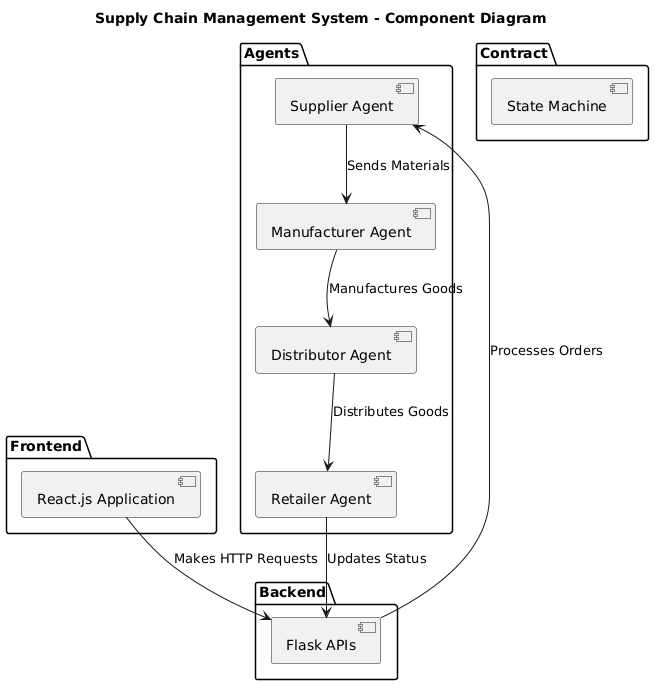 Supply Chain Management System - Component Diagram
Agents
Contract
Supplier Agent
State Machine
Sends Materials
Manufacturer Agent
Manufactures Goods
Distributor Agent
Processes Orders
Distributes Goods
Frontend
React.js Application
Retailer Agent
Makes HTTP Requests
Updates Status
Backend
Flask APIs